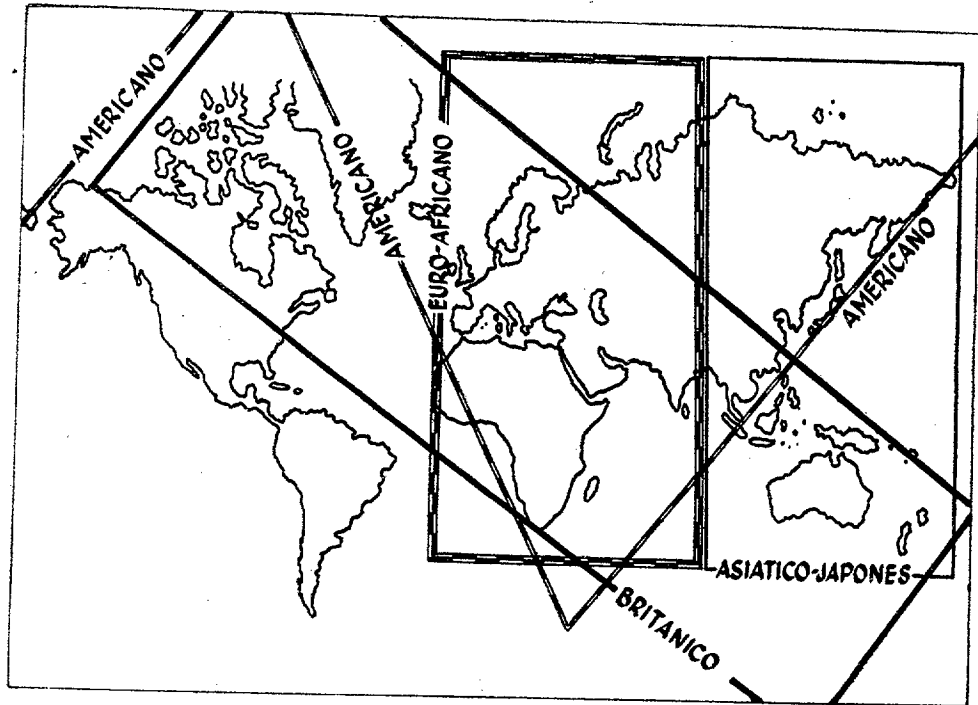 AMERICANO
AMERICANO
EURO-AFRICANO
AMERICANO
ASIATICO-JAPONES
BRITANICO